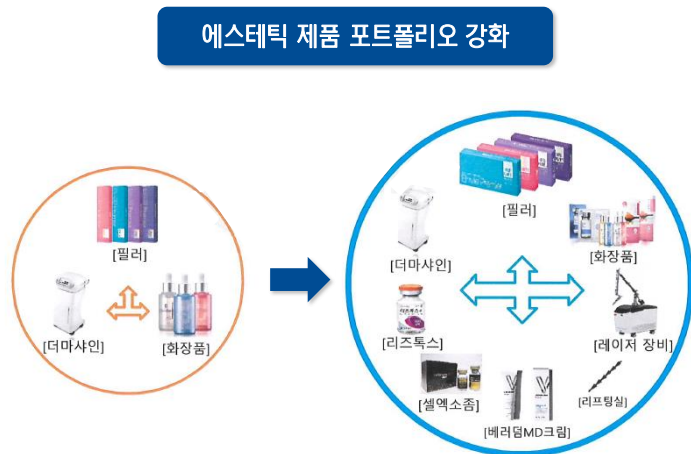 에스테틱 제품 포트폴리오 강화
[필러]
[더마샤인]
[화장품]
[필러]
[더마샤인]
[화장품]
[리즈톡스]
[레이저 장비]
[셀엑소좀]
[베러덤MD크림]
[리프팅실]